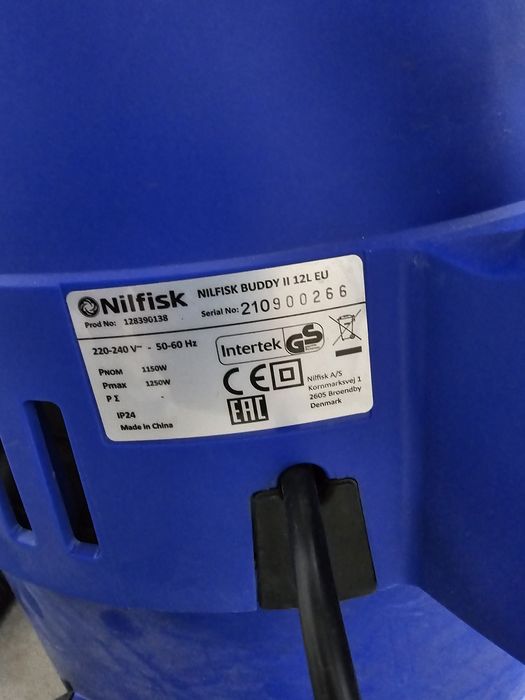 Nilfisk NILFISK BUDDY II 12L EU
Prod No: 128390138 Serial No: 210900266
220-240 V~ - 50-60 Hz
PNOM 1150W
Pmax 1250W
P Σ -
IP24
Made in China
Intertek GS
CE
EAC
Nilfisk A/S
Kornmarksvej 1
2605 Broendby
Denmark